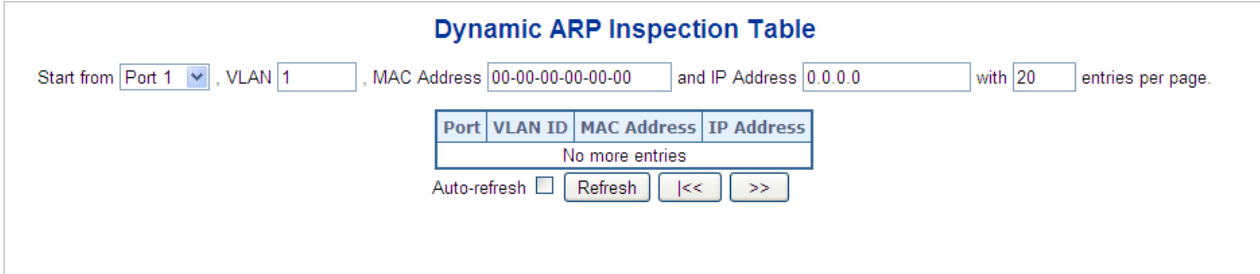 Dynamic ARP Inspection Table
Start from Port 1 , VLAN 1 , MAC Address 00-00-00-00-00-00 and IP Address 0.0.0.0 with 20 entries per page.
Port VLAN ID MAC Address IP Address
No more entries
Auto-refresh Refresh |<< >>